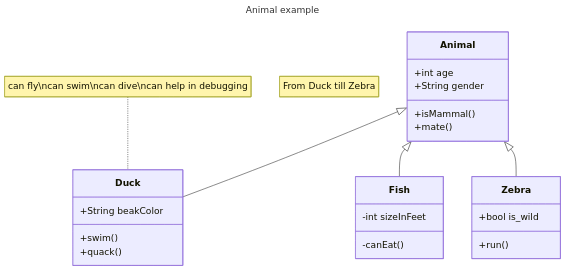 Animal example
can fly\ncan swim\ncan dive\ncan help in debugging
From Duck till Zebra
Animal
+int age
+String gender
+isMammal()
+mate()
Duck
+String beakColor
+swim()
+quack()
Fish
-int sizeInFeet
-canEat()
Zebra
+bool is_wild
+run()